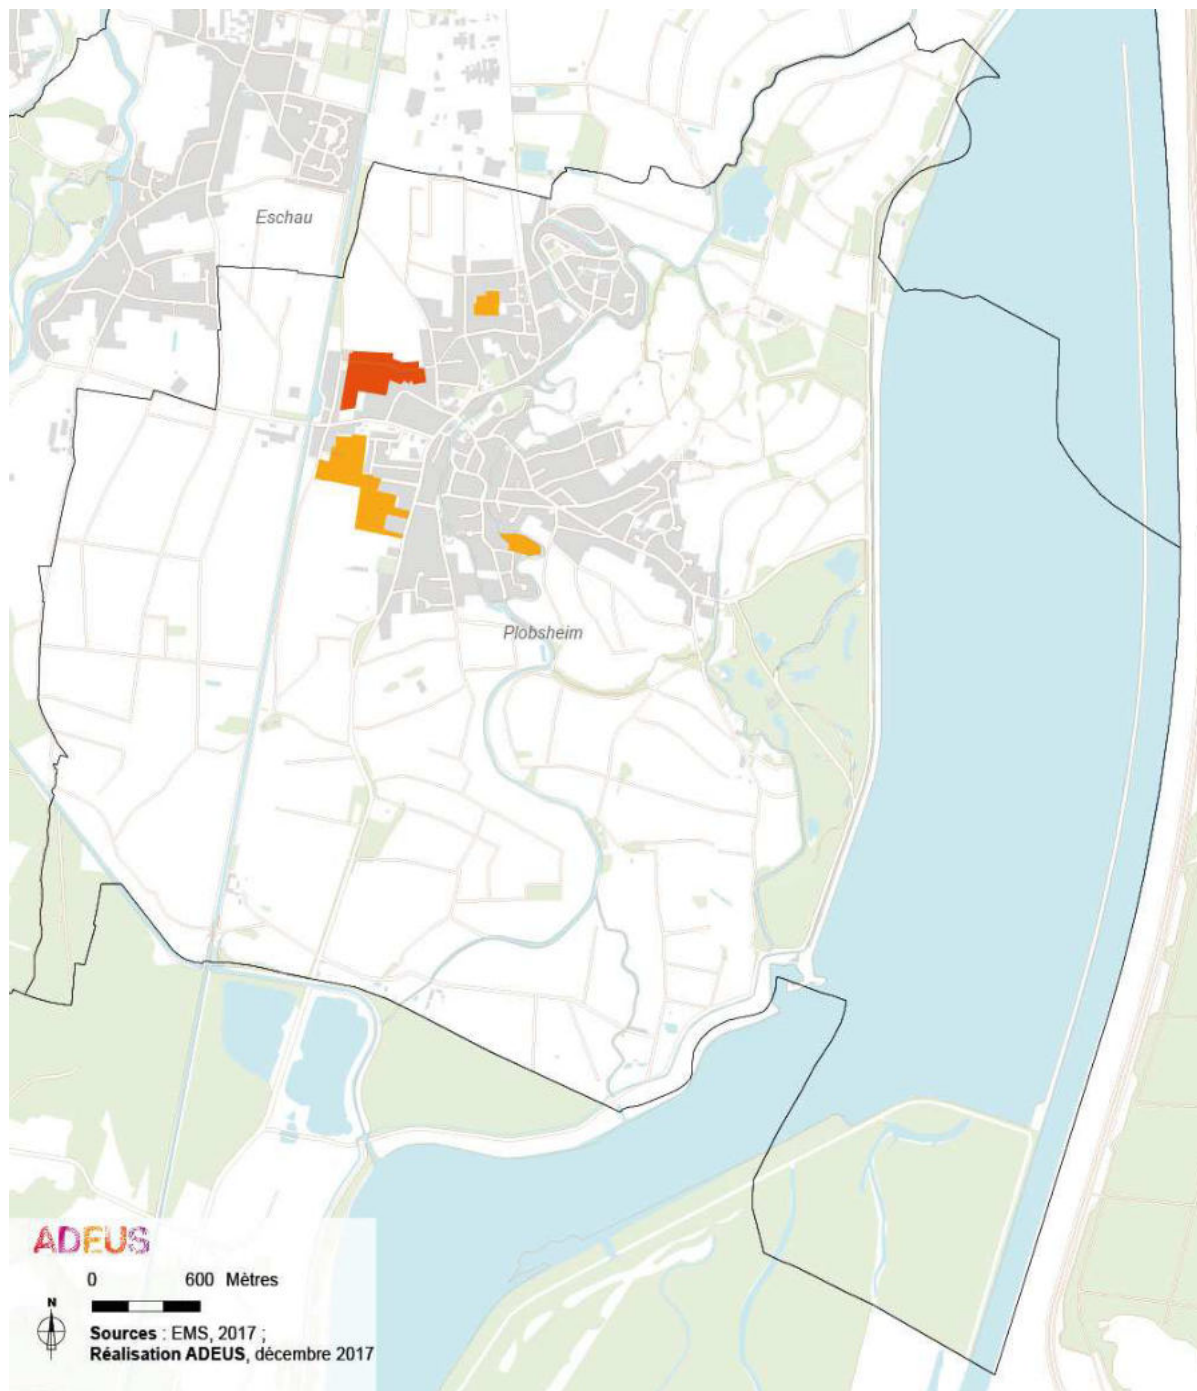 Eschau
Plobsheim
ADEUS
0 600 Mètres
N
Sources : EMS, 2017 ;
Réalisation ADEUS, décembre 2017